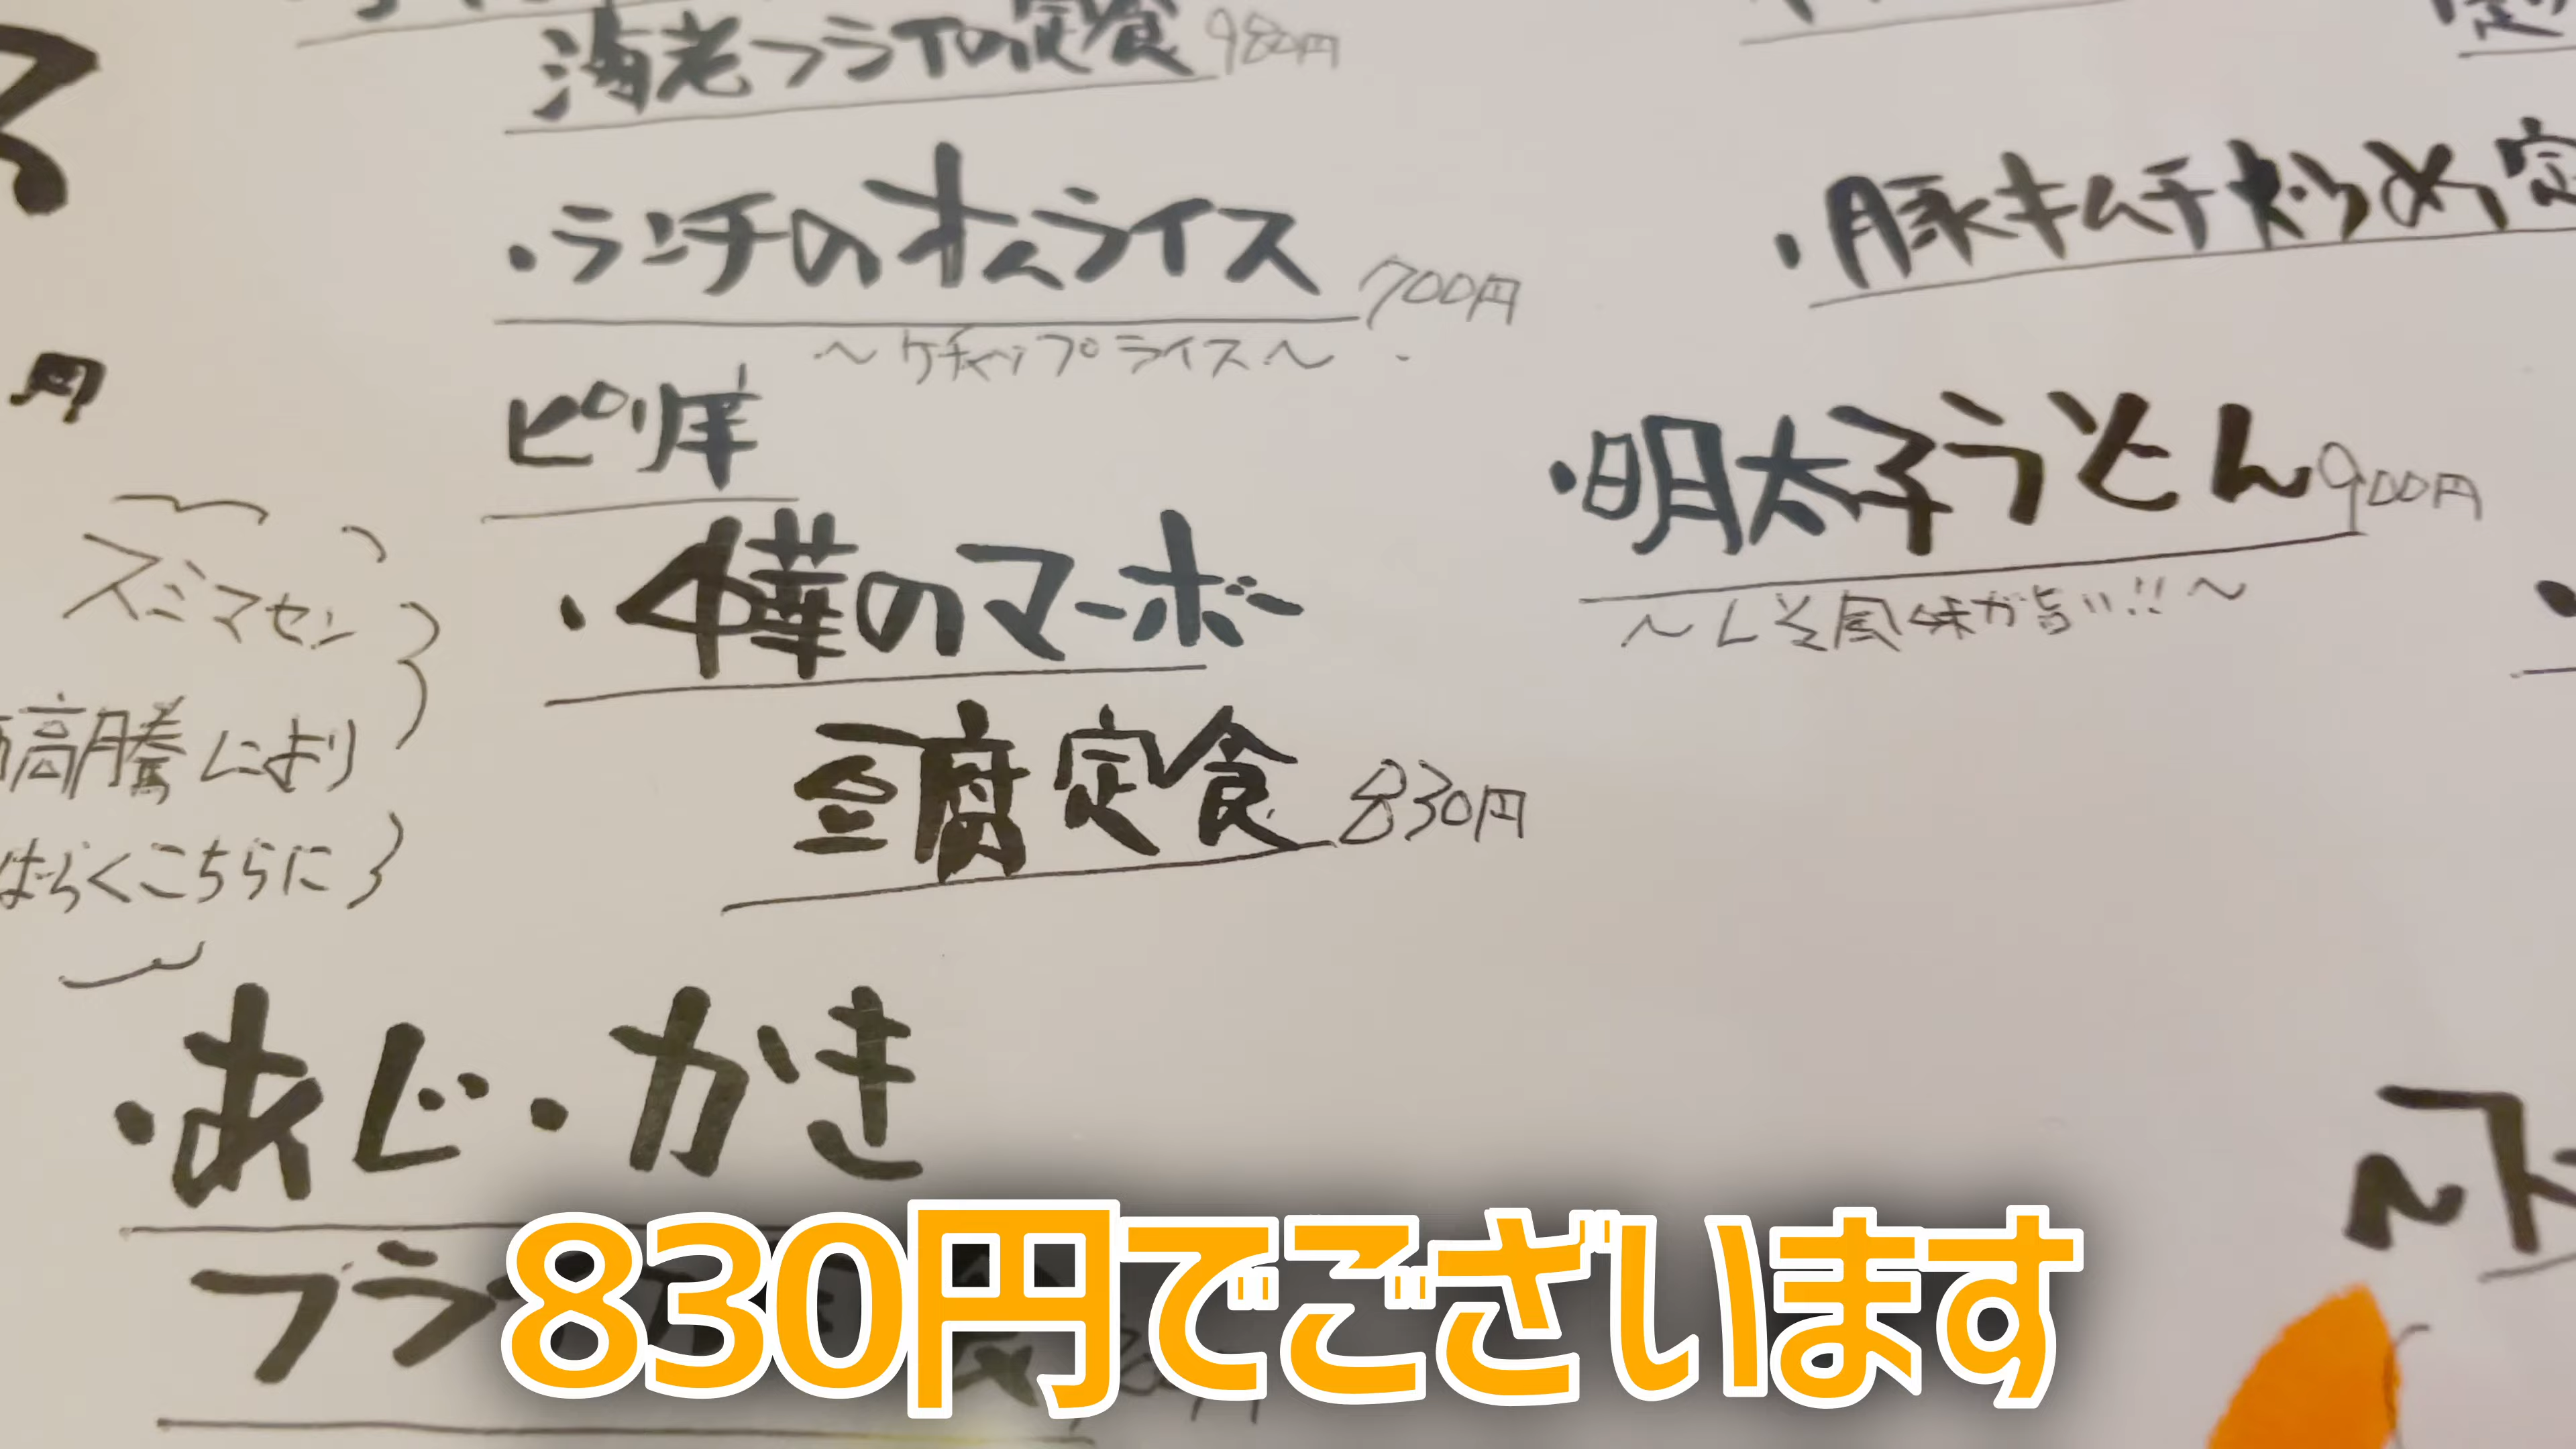 海老フライの定食 980円
・ランチのオムライス 700円
〜ケチャップライス〜
ピリ辛
・4華のマーボー
豆腐定食 830円
・豚キムチ炒め定
・明太子うどん 900円
〜しそ風味が旨い!!〜
円
スミマセン
高騰により
ばらくこちらに
・あじ・かき
フライ
830円でございます